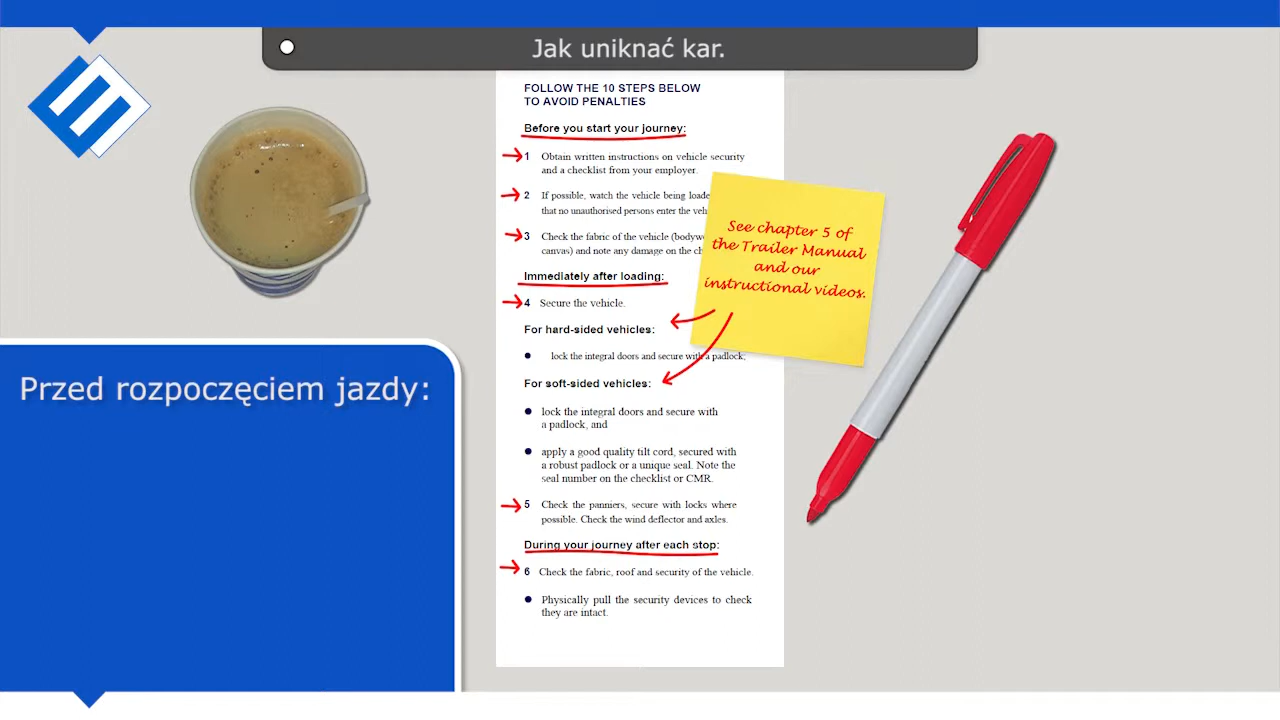 Jak uniknać kar.
FOLLOW THE 10 STEPS BELOW
TO AVOID PENALTIES
Before you start your journey:
1 Obtain written instructions on vehicle security
and a checklist from your employer.
2 If possible, watch the vehicle being
that no unauthorised persons enter the
3 Check the fabric of the vehicle
canvas) and note any damage on the
Immediately after loading:
4 Secure the vehicle.
For hard-sided vehicles:
● lock the integral doors and secure with a padlock;
For soft-sided vehicles:
● lock the integral doors and secure with
a padlock, and
● apply a good quality tilt cord, secured with
a robust padlock or a unique seal. Note the
seal number on the checklist or CMR.
5 Check the panniers, secure with locks where
possible. Check the wind deflector and axles.
During your journey after each stop:
6 Check the fabric, roof and security of the vehicle.
● Physically pull the security devices to check
they are intact.
See chapter 5 of
the Trailer Manual
and our
instructional videos.
Przed rozpoczęciem jazdy: